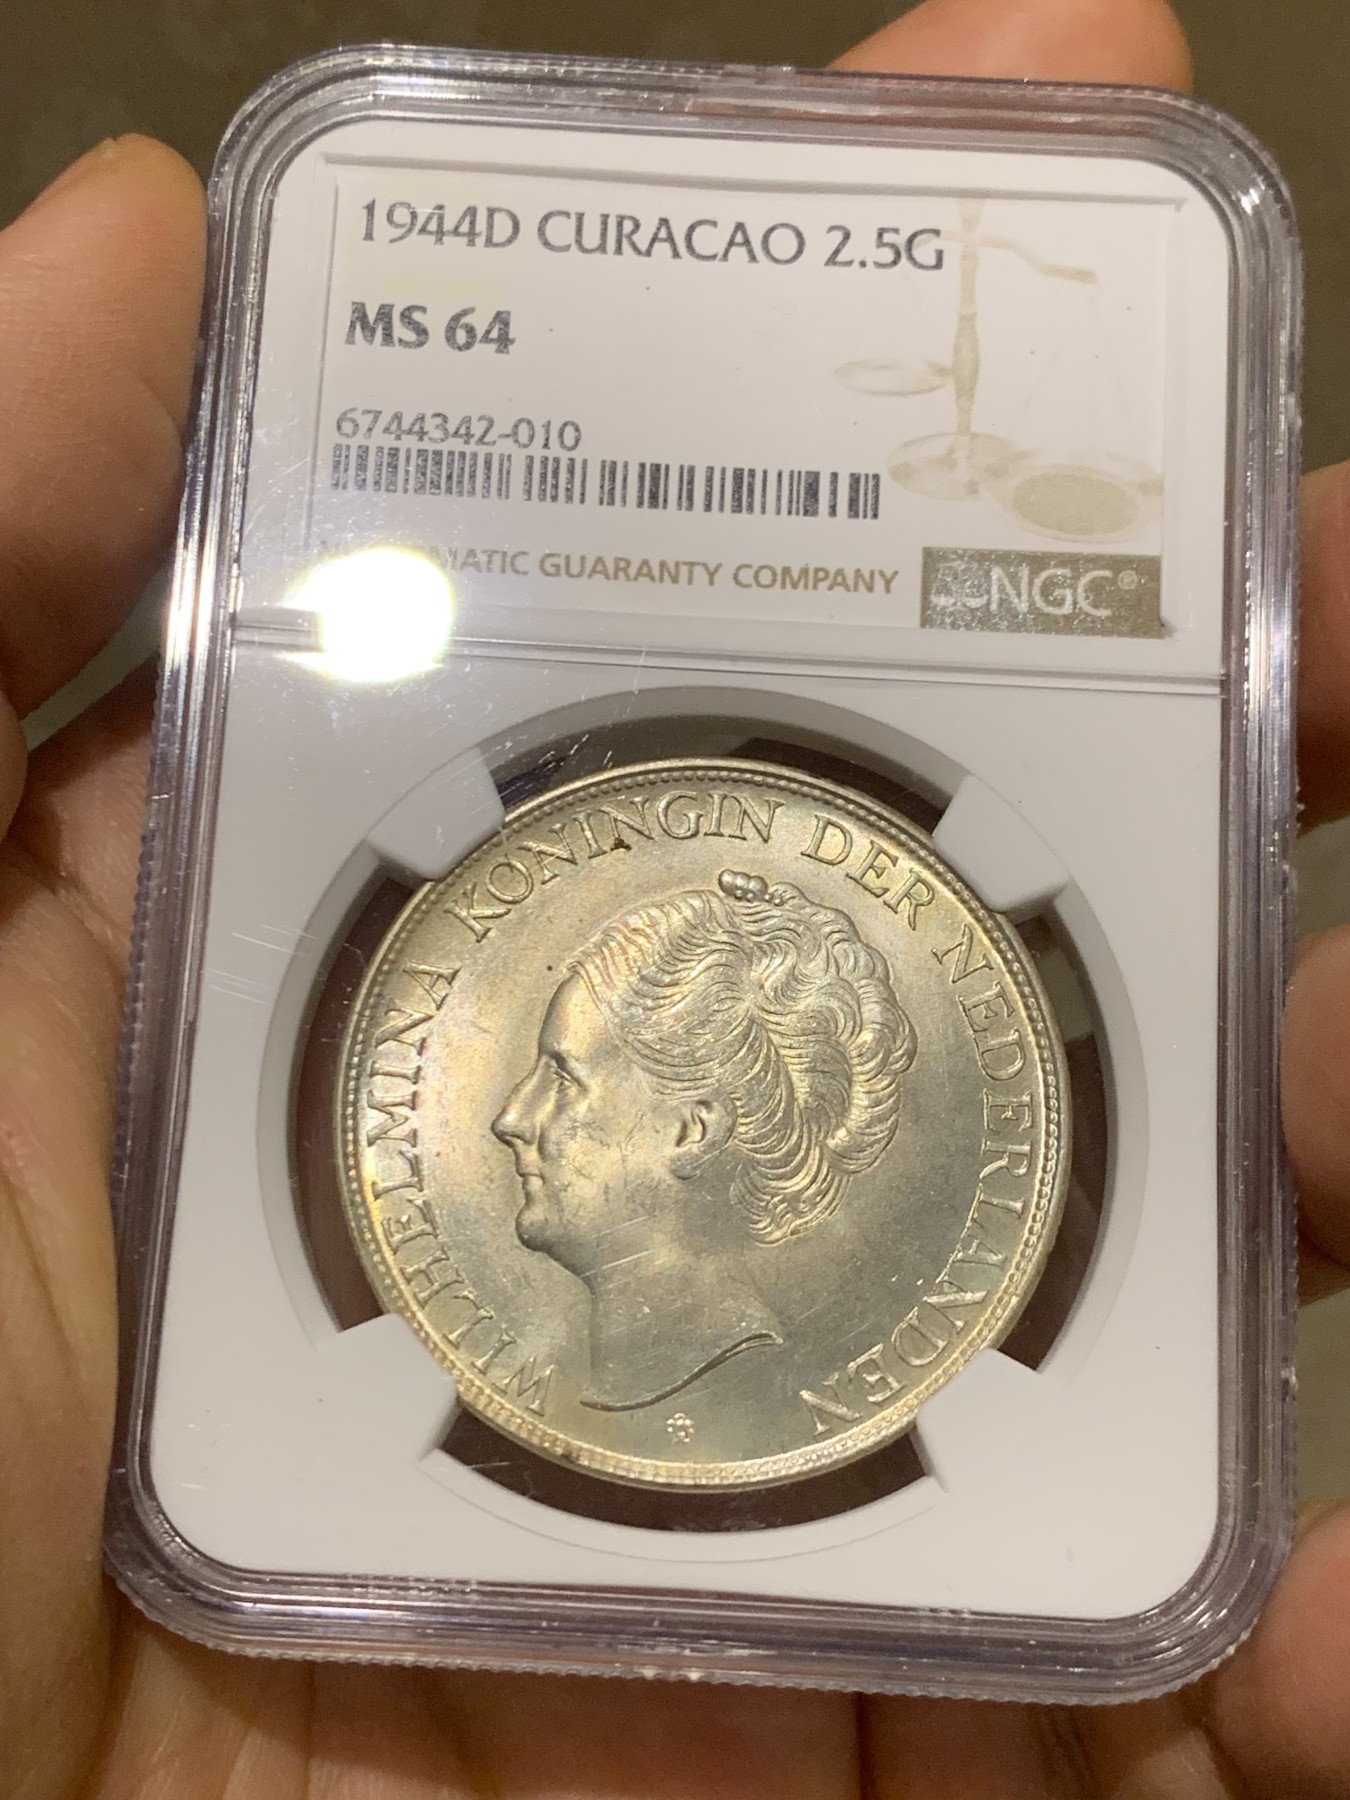 1944D CURACAO 2.5G
MS 64
6744342-010
GUARANTY COMPANY
NGC®
WILHELMINA KONINGIN DER NEDERLANDEN